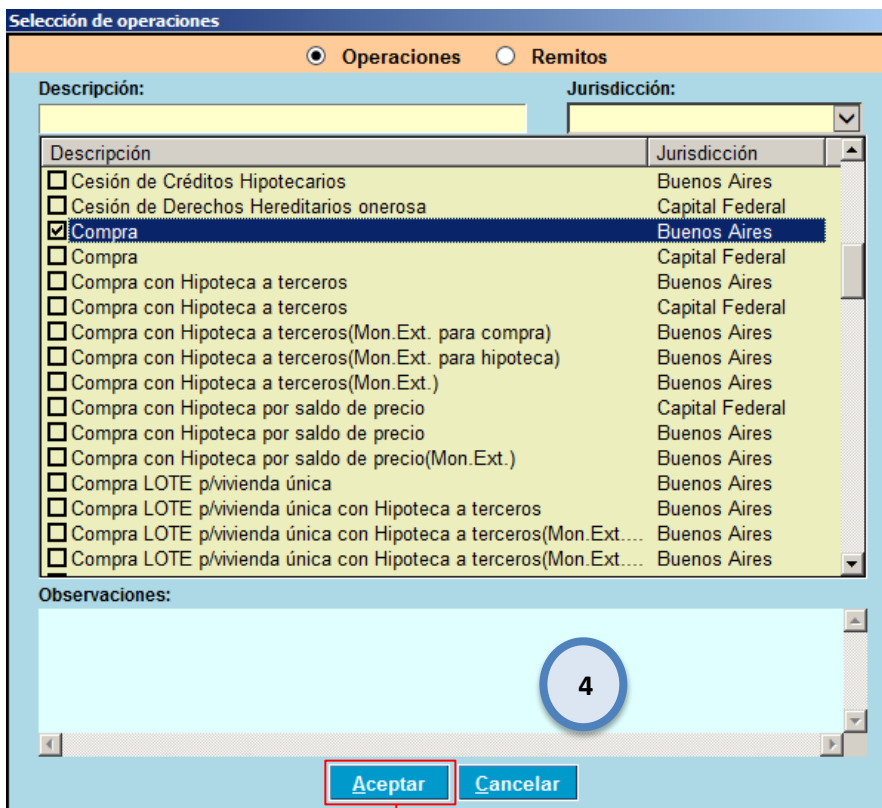 Selección de operaciones
Operaciones Remitos
Descripción: Jurisdicción:
Descripción Jurisdicción
Cesión de Créditos Hipotecarios Buenos Aires
Cesión de Derechos Hereditarios onerosa Capital Federal
Compra Buenos Aires
Compra Capital Federal
Compra con Hipoteca a terceros Buenos Aires
Compra con Hipoteca a terceros Capital Federal
Compra con Hipoteca a terceros(Mon.Ext. para compra) Buenos Aires
Compra con Hipoteca a terceros(Mon.Ext. para hipoteca) Buenos Aires
Compra con Hipoteca a terceros(Mon.Ext.) Buenos Aires
Compra con Hipoteca por saldo de precio Capital Federal
Compra con Hipoteca por saldo de precio Buenos Aires
Compra con Hipoteca por saldo de precio(Mon.Ext.) Buenos Aires
Compra LOTE p/vivienda única Buenos Aires
Compra LOTE p/vivienda única con Hipoteca a terceros Buenos Aires
Compra LOTE p/vivienda única con Hipoteca a terceros(Mon.Ext.... Buenos Aires
Compra LOTE p/vivienda única con Hipoteca a terceros(Mon.Ext.... Buenos Aires
Observaciones:
4
Aceptar Cancelar